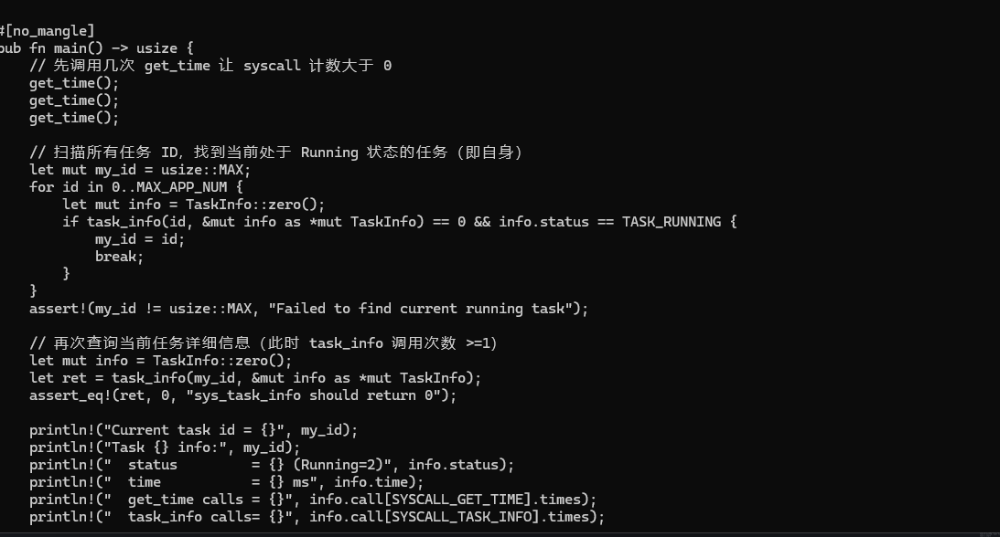 #[no_mangle]
pub fn main() -> usize {
    // 先调用几次 get_time 让 syscall 计数大于 0
    get_time();
    get_time();
    get_time();

    // 扫描所有任务 ID，找到当前处于 Running 状态的任务（即自身）
    let mut my_id = usize::MAX;
    for id in 0..MAX_APP_NUM {
        let mut info = TaskInfo::zero();
        if task_info(id, &mut info as *mut TaskInfo) == 0 && info.status == TASK_RUNNING {
            my_id = id;
            break;
        }
    }
    assert!(my_id != usize::MAX, "Failed to find current running task");

    // 再次查询当前任务详细信息（此时 task_info 调用次数 >=1）
    let mut info = TaskInfo::zero();
    let ret = task_info(my_id, &mut info as *mut TaskInfo);
    assert_eq!(ret, 0, "sys_task_info should return 0");

    println!("Current task id = {}", my_id);
    println!("Task {} info:", my_id);
    println!("  status         = {} (Running=2)", info.status);
    println!("  time           = {} ms", info.time);
    println!("  get_time calls = {}", info.call[SYSCALL_GET_TIME].times);
    println!("  task_info calls= {}", info.call[SYSCALL_TASK_INFO].times);